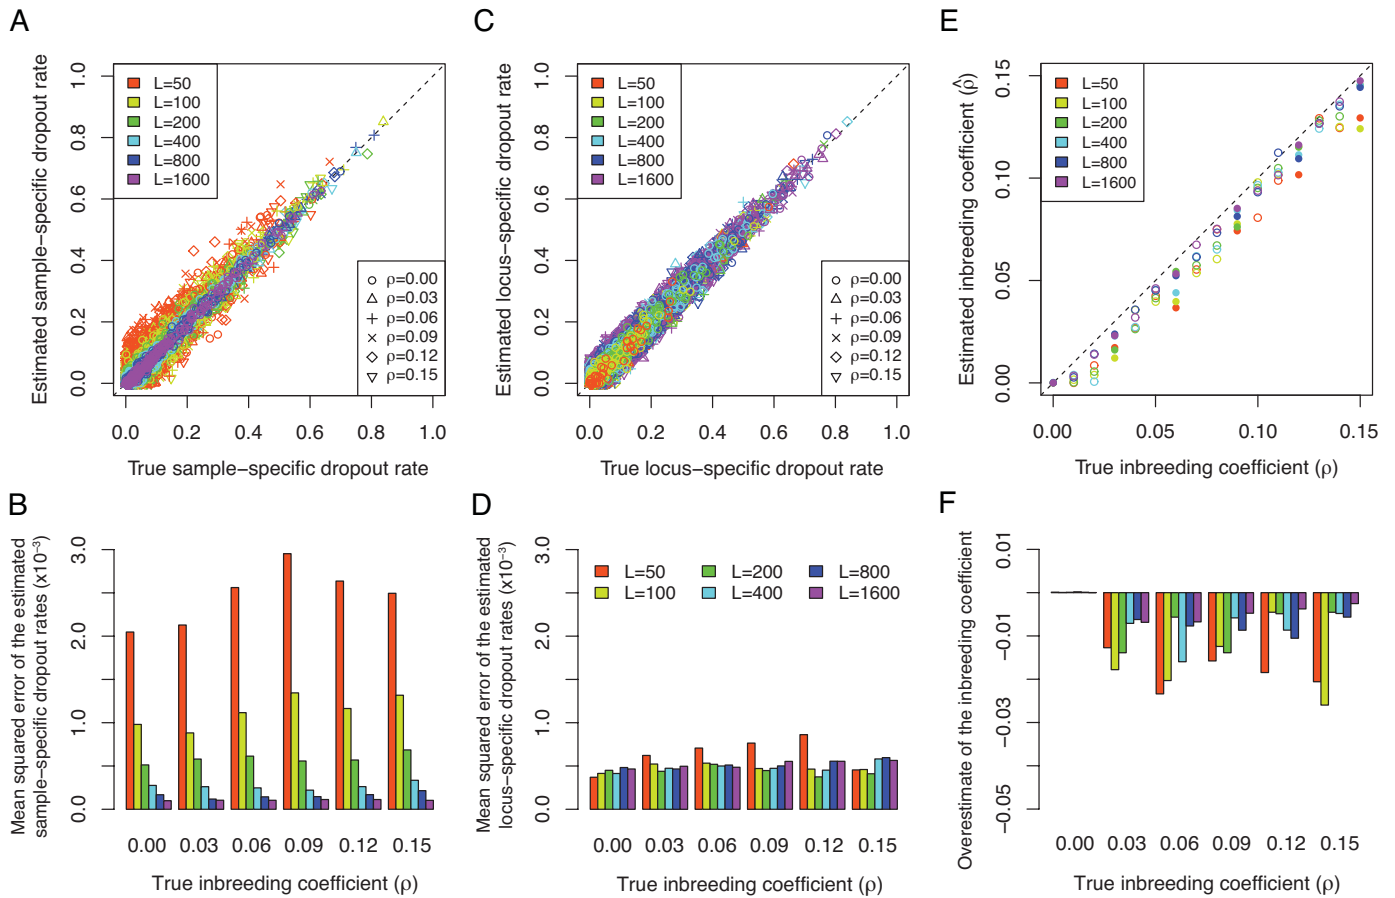 A
Estimated sample−specific dropout rate
1.0
0.8
0.6
0.4
0.2
0.0
L=50
L=100
L=200
L=400
L=800
L=1600
ρ=0.00
ρ=0.03
ρ=0.06
ρ=0.09
ρ=0.12
ρ=0.15
0.0 0.2 0.4 0.6 0.8 1.0
True sample−specific dropout rate
C
Estimated locus−specific dropout rate
1.0
0.8
0.6
0.4
0.2
0.0
L=50
L=100
L=200
L=400
L=800
L=1600
ρ=0.00
ρ=0.03
ρ=0.06
ρ=0.09
ρ=0.12
ρ=0.15
0.0 0.2 0.4 0.6 0.8 1.0
True locus−specific dropout rate
E
Estimated inbreeding coefficient (ρ̂)
0.15
0.10
0.05
0.00
L=50
L=100
L=200
L=400
L=800
L=1600
0.00 0.05 0.10 0.15
True inbreeding coefficient (ρ)
B
Mean squared error of the estimated
sample−specific dropout rates (x10⁻³)
3.0
2.0
1.0
0.0
0.00 0.03 0.06 0.09 0.12 0.15
True inbreeding coefficient (ρ)
D
Mean squared error of the estimated
locus−specific dropout rates (x10⁻³)
3.0
2.0
1.0
0.0
L=50 L=200 L=800
L=100 L=400 L=1600
0.00 0.03 0.06 0.09 0.12 0.15
True inbreeding coefficient (ρ)
F
Overestimate of the inbreeding coefficient
0.01
−0.01
−0.03
−0.05
0.00 0.03 0.06 0.09 0.12 0.15
True inbreeding coefficient (ρ)